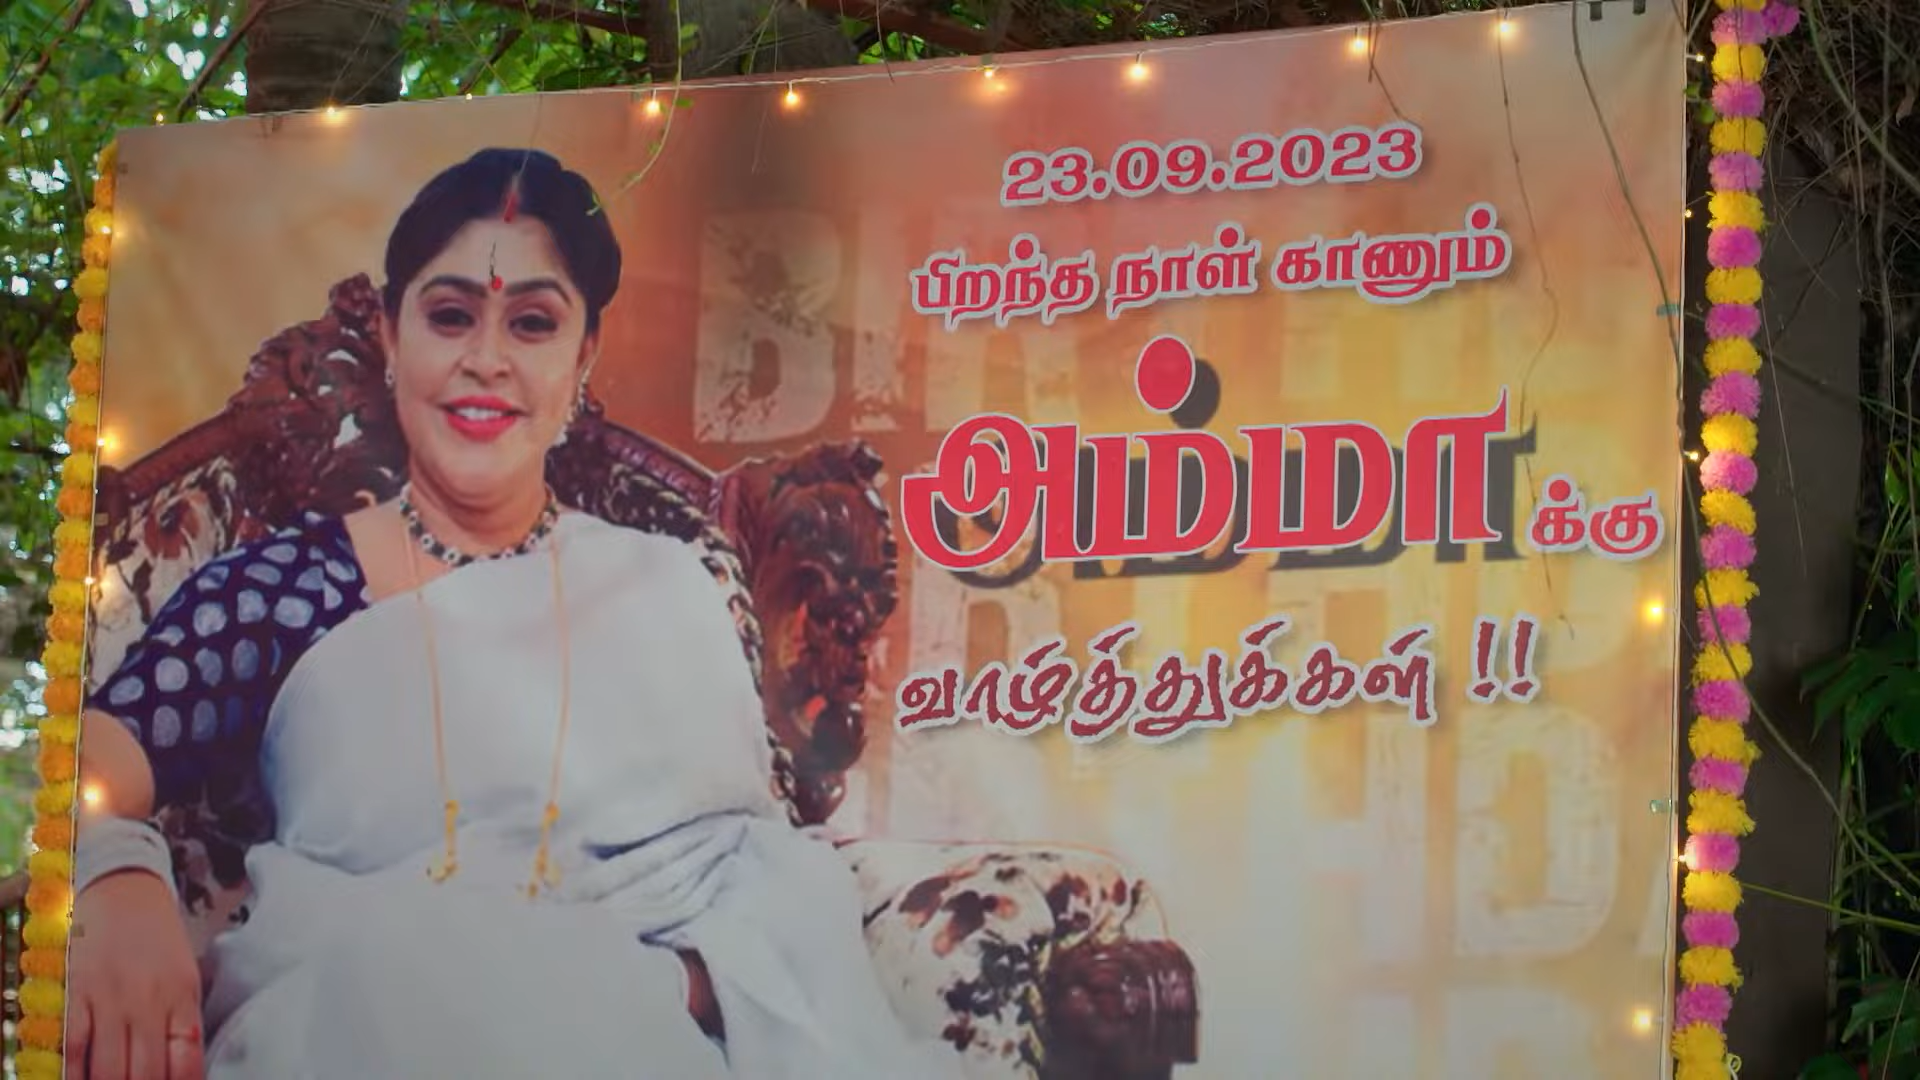 23.09.2023
பிறந்த நாள் காணும்
அம்மாக்கு
வாழ்த்துக்கள் !!